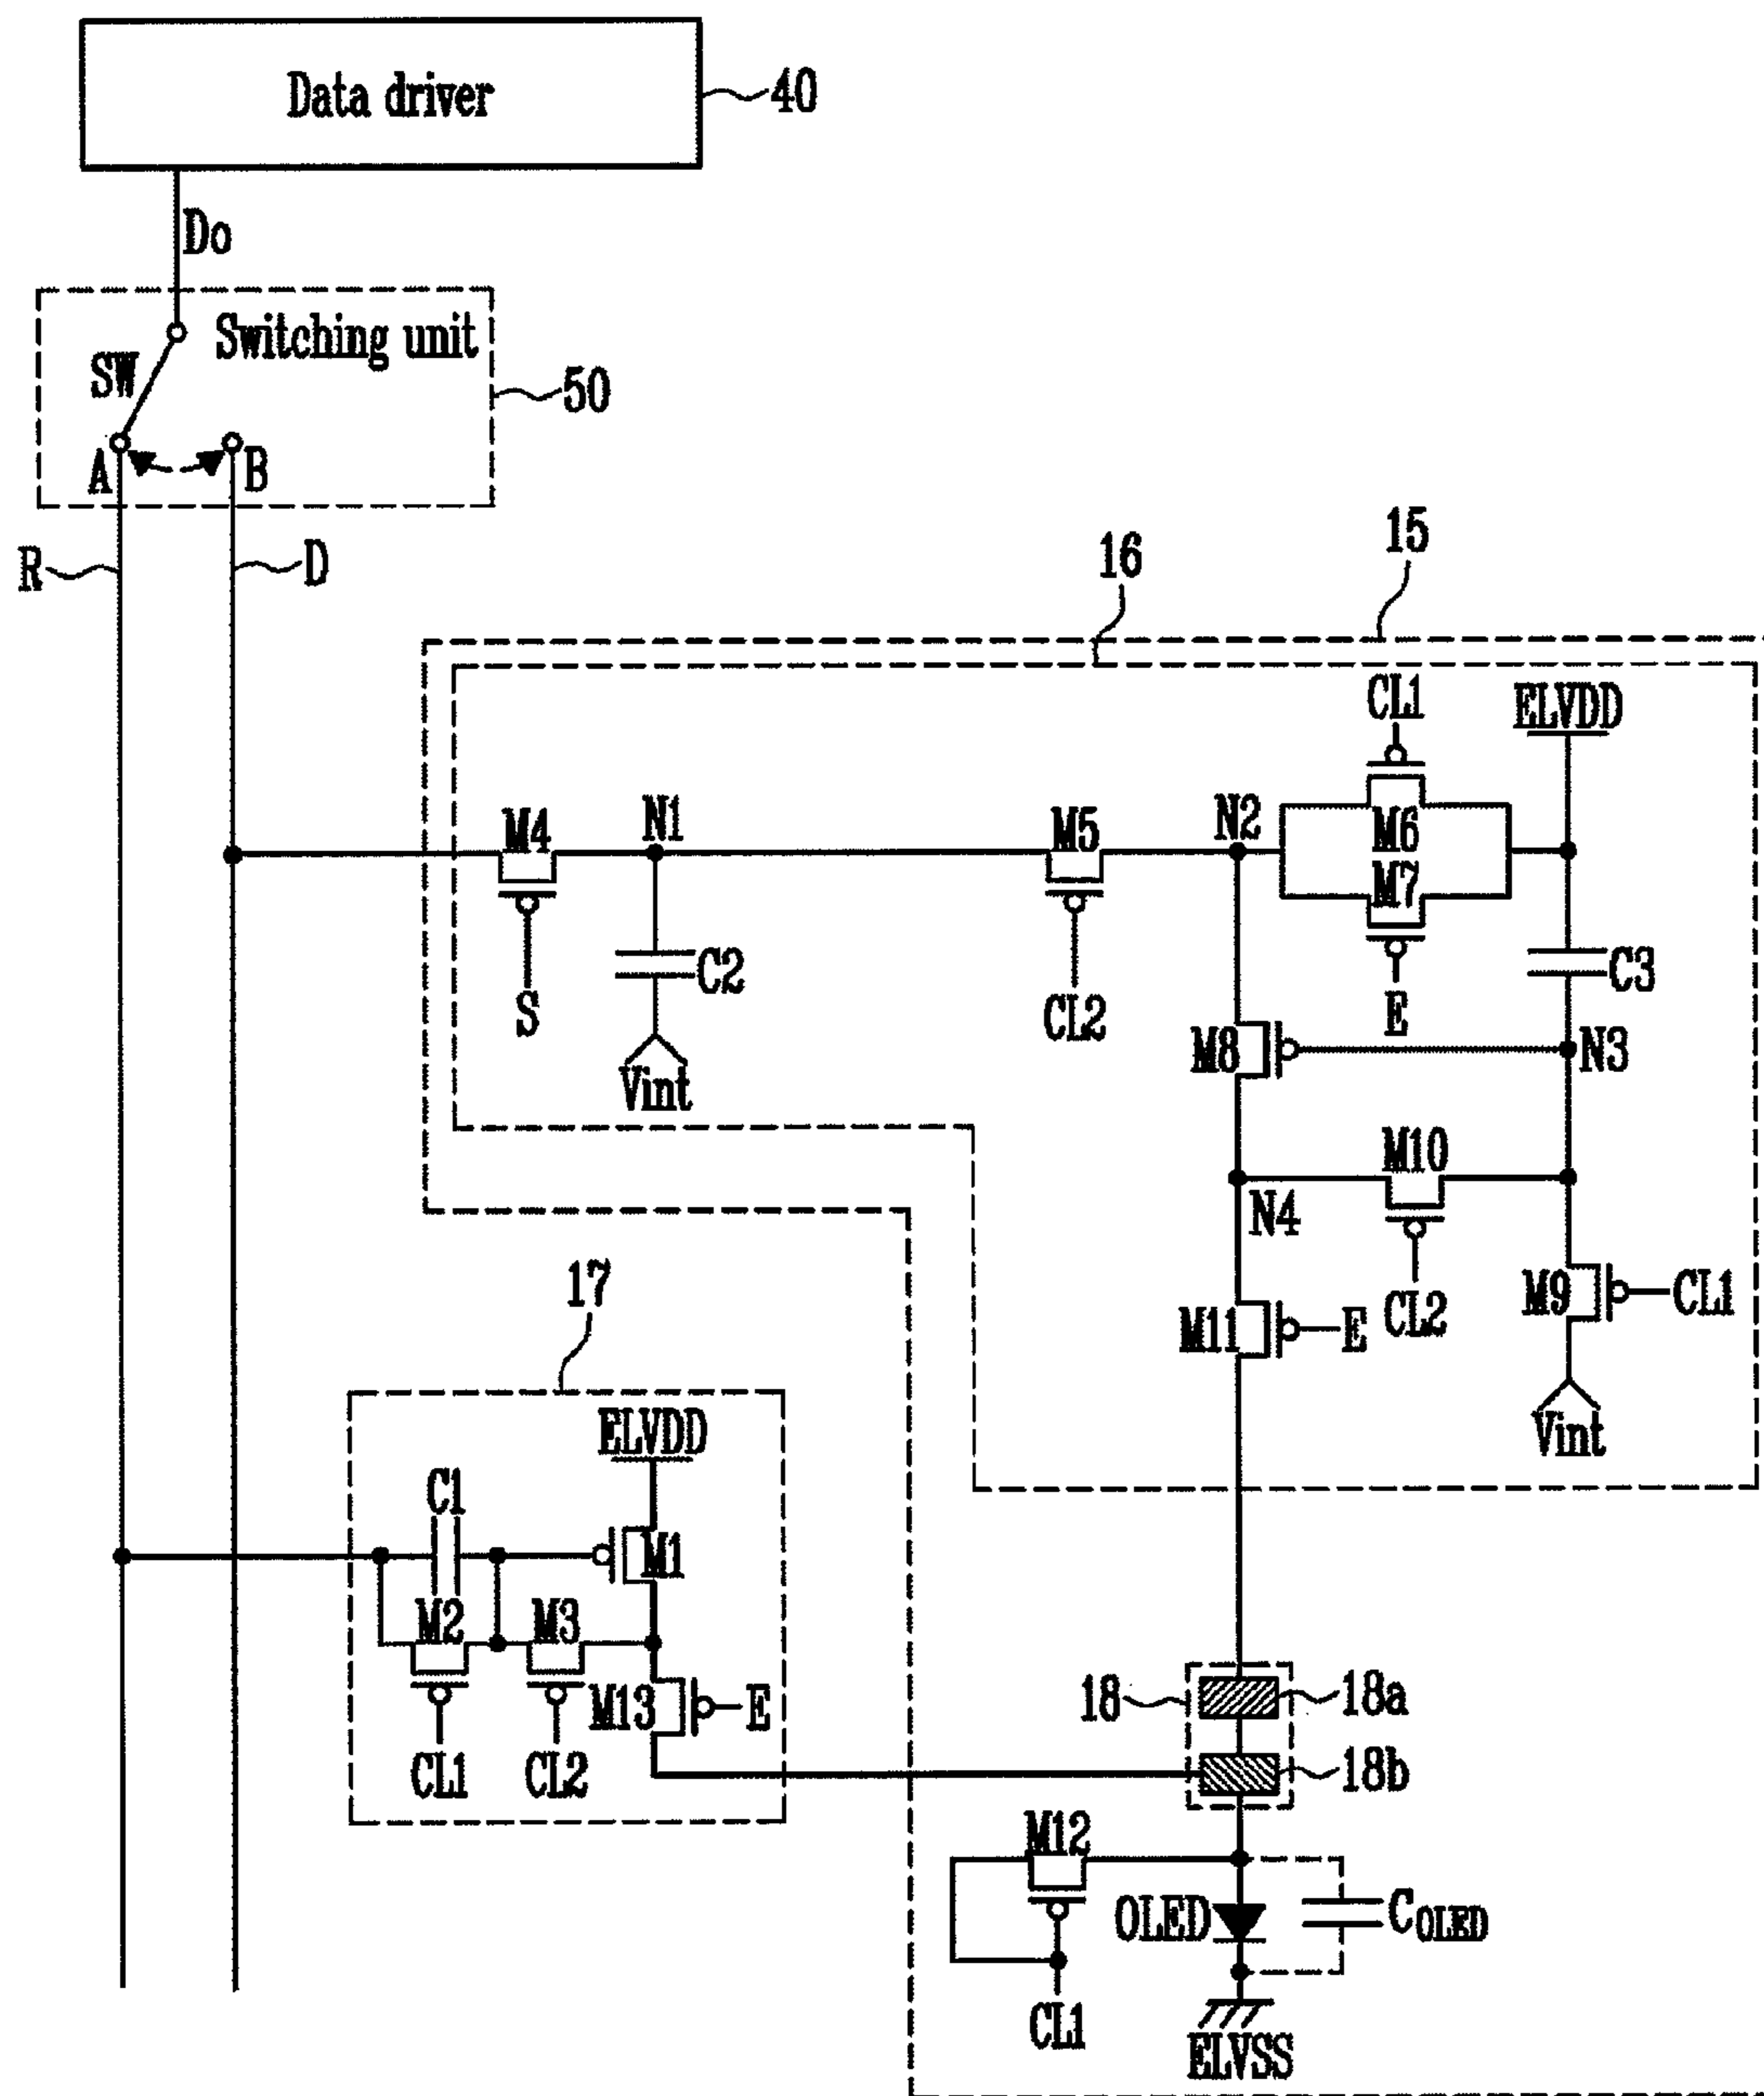 Data driver
40
Do
Switching unit
SW
50
A
B
R
D
16
15
CL1
ELVDD
M4
N1
M5
N2
M6
M7
C2
C3
S
CL2
E
Vint
M8
N3
M10
N4
CL2
M9
CL1
M11
E
Vint
17
ELVDD
C1
M1
M2
M3
M13
E
CL1
CL2
18
18a
18b
M12
OLED
COLED
CL1
ELVSS